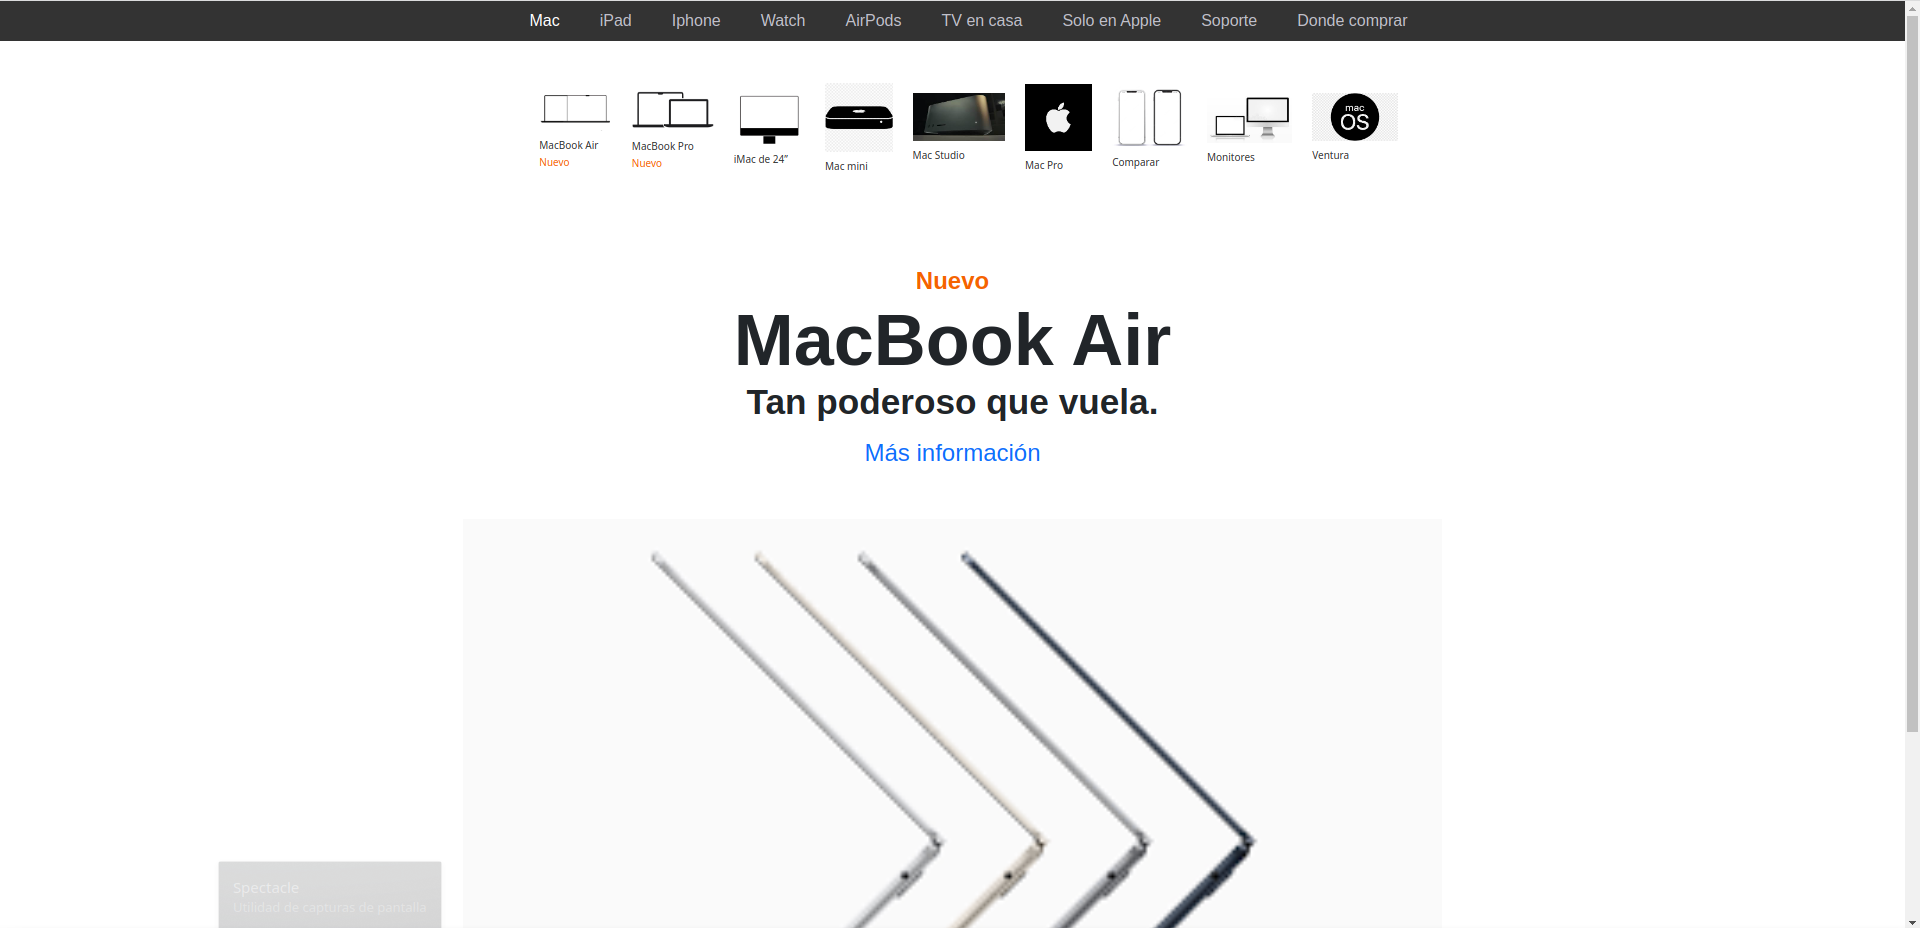 Mac iPad Iphone Watch AirPods TV en casa Solo en Apple Soporte Donde comprar
mac
OS
MacBook Air
Nuevo
MacBook Pro
Nuevo
iMac de 24”
Mac mini
Mac Studio
Mac Pro
Comparar
Monitores
Ventura
Nuevo
MacBook Air
Tan poderoso que vuela.
Más información
Spectacle
Utilidad de capturas de pantalla